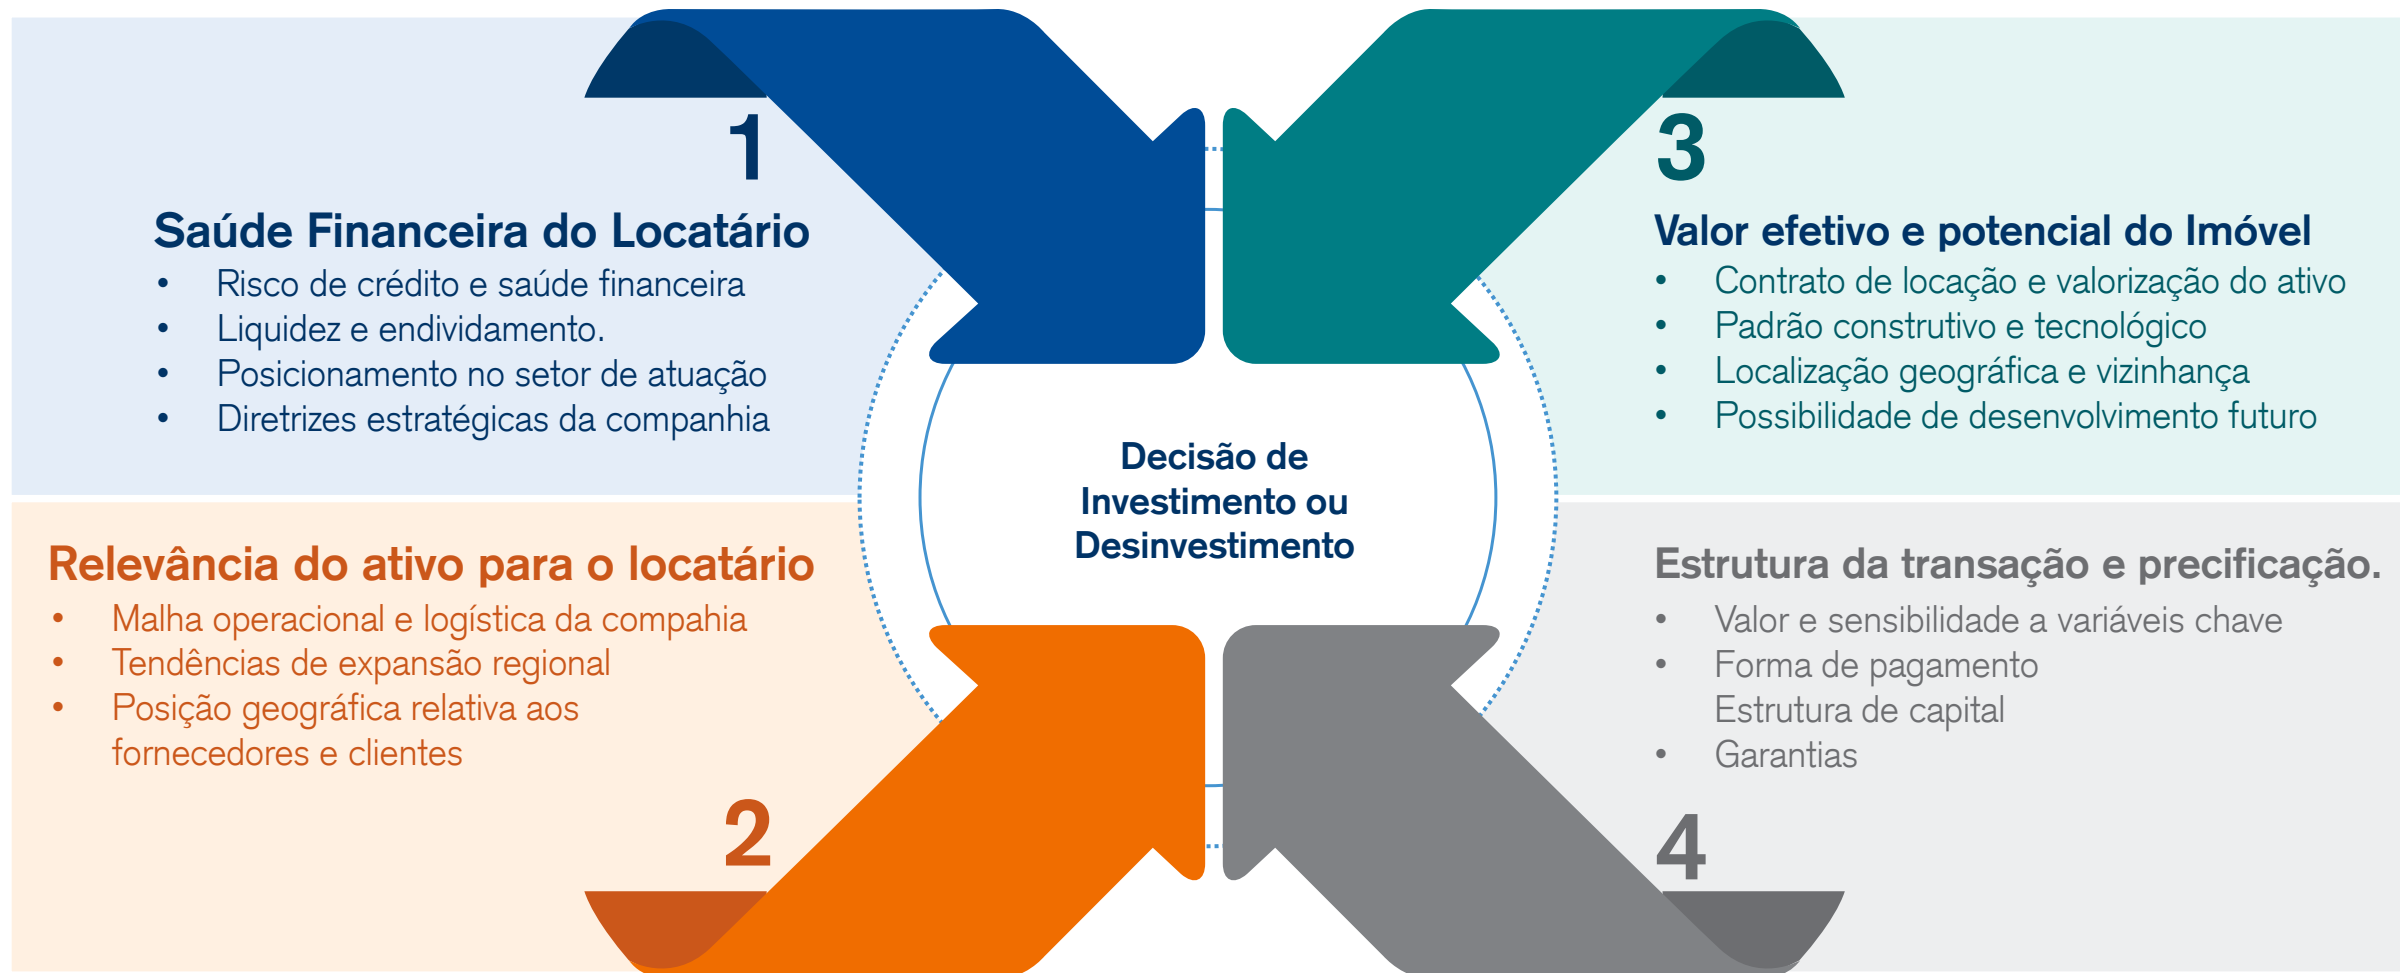 1
Saúde Financeira do Locatário
• Risco de crédito e saúde financeira
• Liquidez e endividamento.
• Posicionamento no setor de atuação
• Diretrizes estratégicas da companhia
Relevância do ativo para o locatário
• Malha operacional e logística da compahia
• Tendências de expansão regional
• Posição geográfica relativa aos
fornecedores e clientes
2
Decisão de
Investimento ou
Desinvestimento
3
Valor efetivo e potencial do Imóvel
• Contrato de locação e valorização do ativo
• Padrão construtivo e tecnológico
• Localização geográfica e vizinhança
• Possibilidade de desenvolvimento futuro
Estrutura da transação e precificação.
• Valor e sensibilidade a variáveis chave
• Forma de pagamento
Estrutura de capital
• Garantias
4